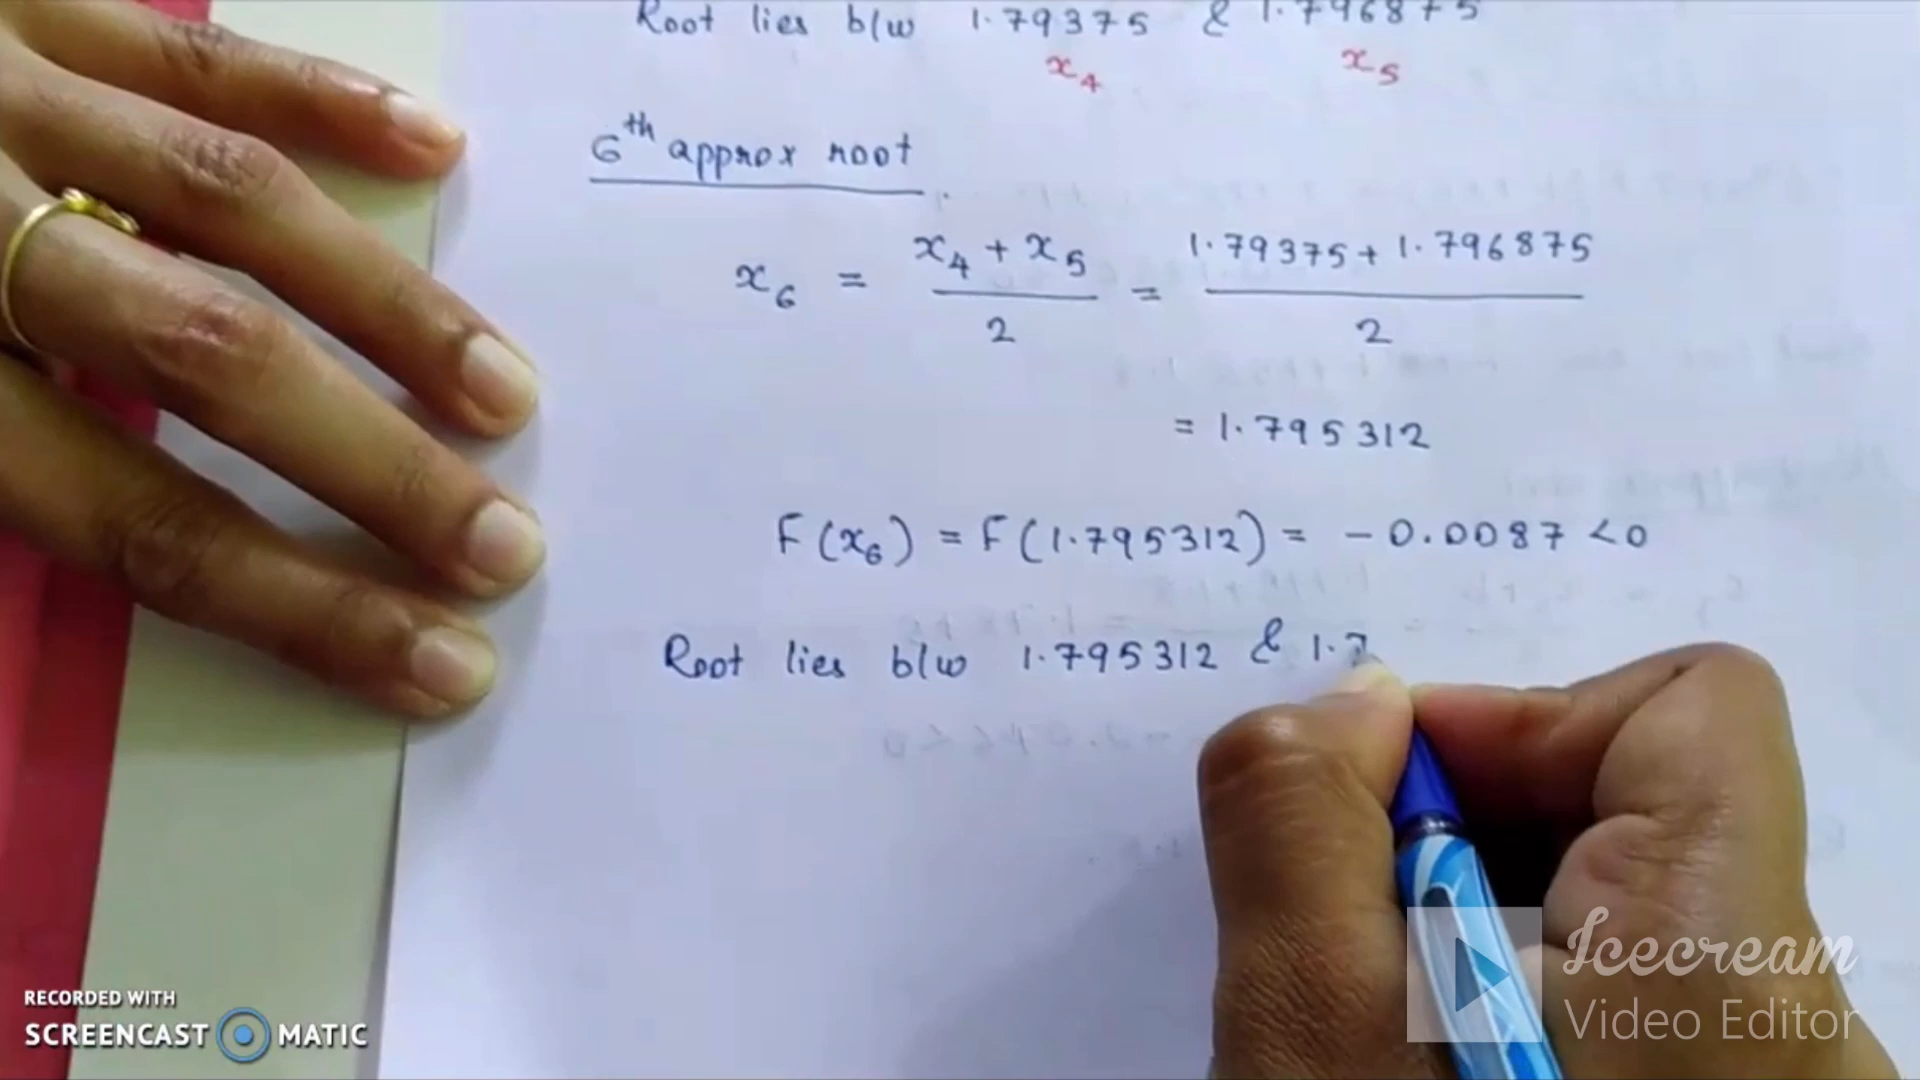 Root lies b/w 1.79375 & 1.796875
x₄ x₅
6th approx root
x₆ = x₄ + x₅ / 2 = 1.79375 + 1.796875 / 2
= 1.795312
F(x₆) = F(1.795312) = -0.0087 < 0
Root lies b/w 1.795312 & 1.7
RECORDED WITH
SCREENCAST MATIC
Icecream
Video Editor